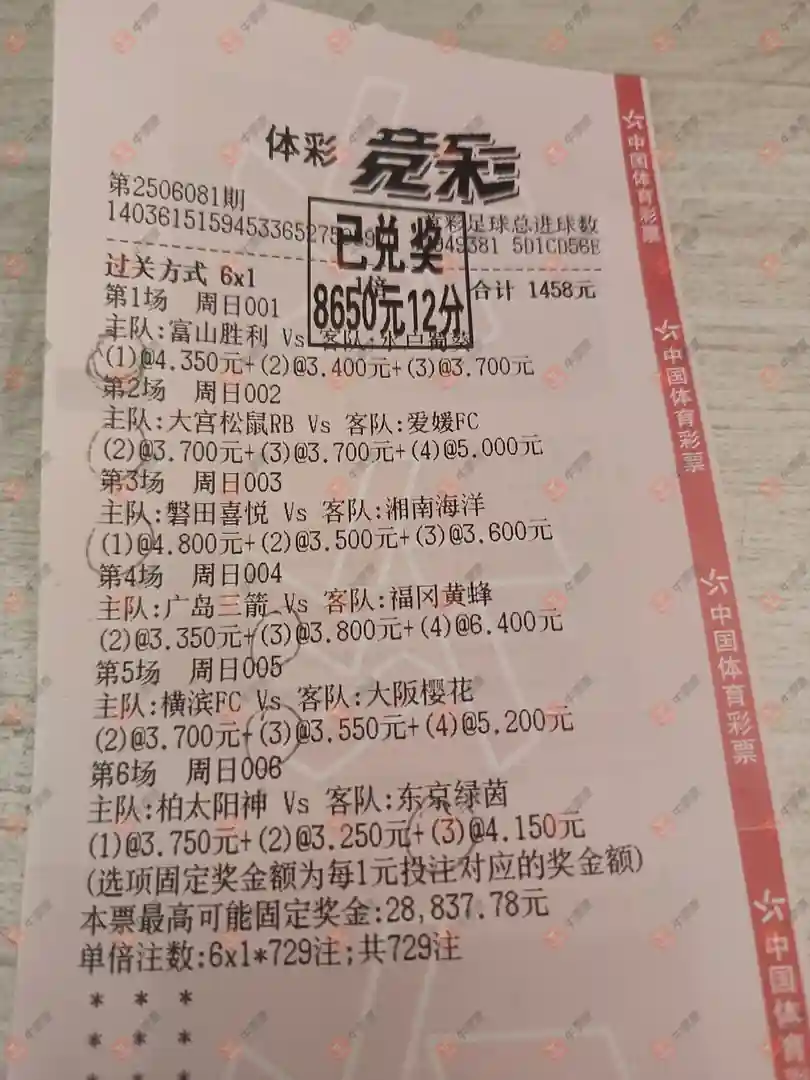 体彩 竞彩
第2506081期
竞彩足球总进球数
5D1CD56E
已兑奖
8650元12分
过关方式 6x1
合计 1458元
第1场 周日001
主队:富山胜利 Vs 客队:水户蜀葵
(1)@4.350元+(2)@3.400元+(3)@3.700元
第2场 周日002
主队:大宫松鼠RB Vs 客队:爱媛FC
(2)@3.700元+(3)@3.700元+(4)@5.000元
第3场 周日003
主队:磐田喜悦 Vs 客队:湘南海洋
(1)@4.800元+(2)@3.500元+(3)@3.600元
第4场 周日004
主队:广岛三箭 Vs 客队:福冈黄蜂
(2)@3.350元+(3)@3.800元+(4)@6.400元
第5场 周日005
主队:横滨FC Vs 客队:大阪樱花
(2)@3.700元+(3)@3.550元+(4)@5.200元
第6场 周日006
主队:柏太阳神 Vs 客队:东京绿茵
(1)@3.750元+(2)@3.250元+(3)@4.150元
(选项固定奖金额为每1元投注对应的奖金额)
本票最高可能固定奖金:28,837.78元
单倍注数:6x1*729注;共729注
* * *
* * *
* * *
中国体育彩票
中国体育彩票
中国体育彩票
中国体育